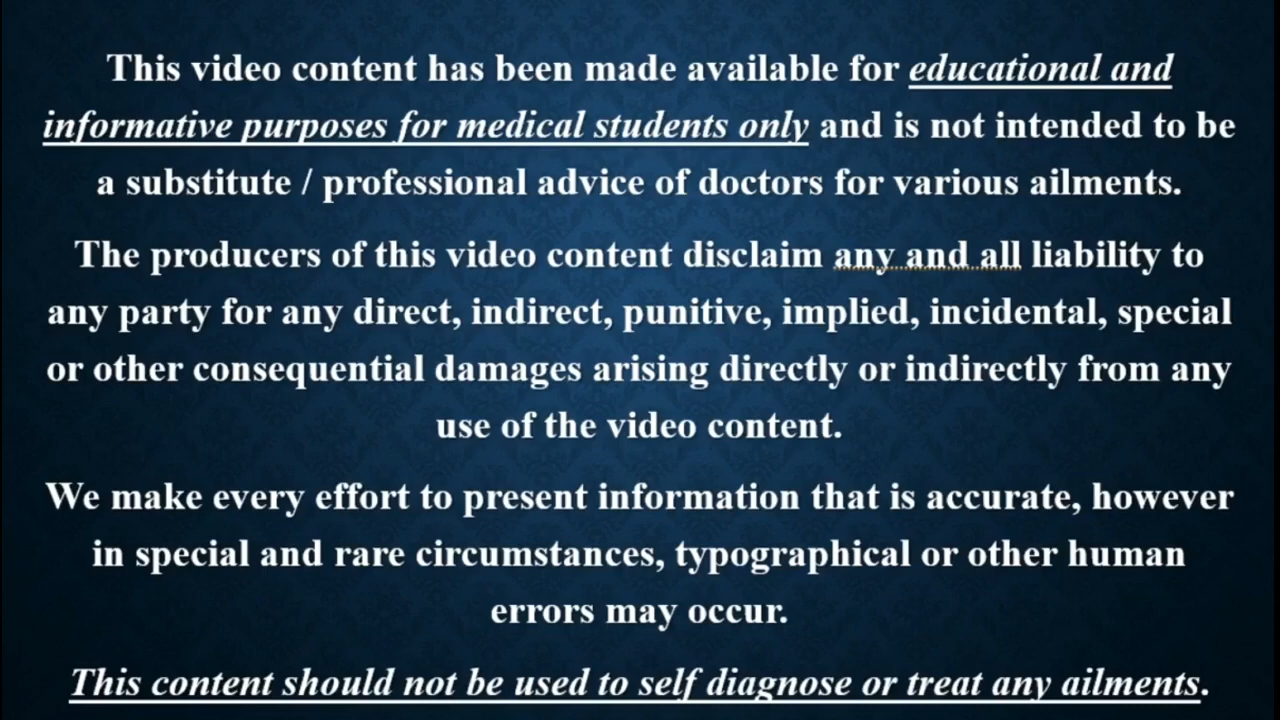 This video content has been made available for educational and
informative purposes for medical students only and is not intended to be
a substitute / professional advice of doctors for various ailments.
The producers of this video content disclaim any and all liability to
any party for any direct, indirect, punitive, implied, incidental, special
or other consequential damages arising directly or indirectly from any
use of the video content.
We make every effort to present information that is accurate, however
in special and rare circumstances, typographical or other human
errors may occur.
This content should not be used to self diagnose or treat any ailments.